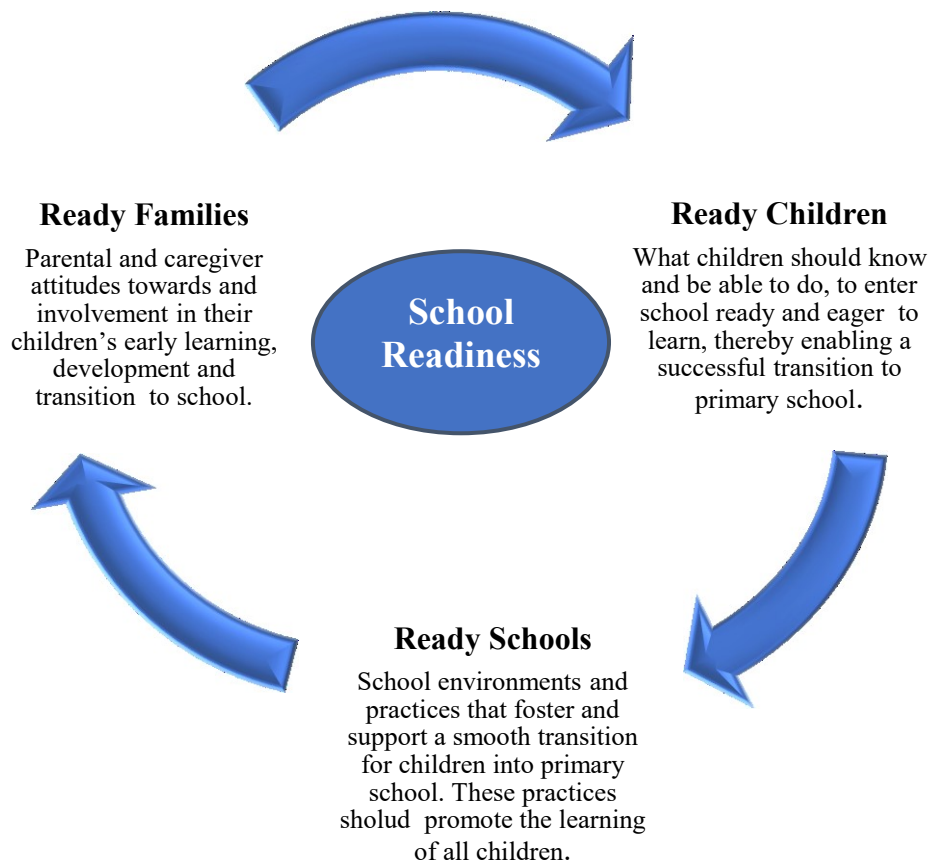 Ready Families
Parental and caregiver
attitudes towards and
involvement in their
children’s early learning,
development and
transition to school.
School
Readiness
Ready Children
What children should know
and be able to do, to enter
school ready and eager to
learn, thereby enabling a
successful transition to
primary school.
Ready Schools
School environments and
practices that foster and
support a smooth transition
for children into primary
school. These practices
sholud promote the learning
of all children.